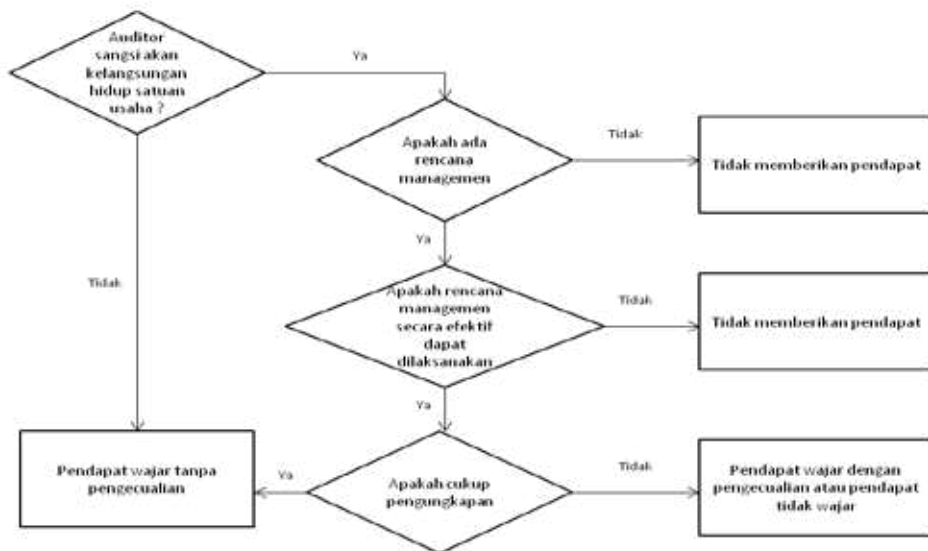 Auditor
sangsi akan
kelangsungan
hidup satuan
usaha ?
Ya
Apakah ada
rencana
managemen
Tidak
Tidak memberikan pendapat
Ya
Tidak
Apakah rencana
managemen
secara efektif
dapat
dilaksanakan
Tidak
Tidak memberikan pendapat
Ya
Pendapat wajar tanpa
pengecualian
Ya
Apakah cukup
pengungkapan
Tidak
Pendapat wajar dengan
pengecualian atau pendapat
tidak wajar